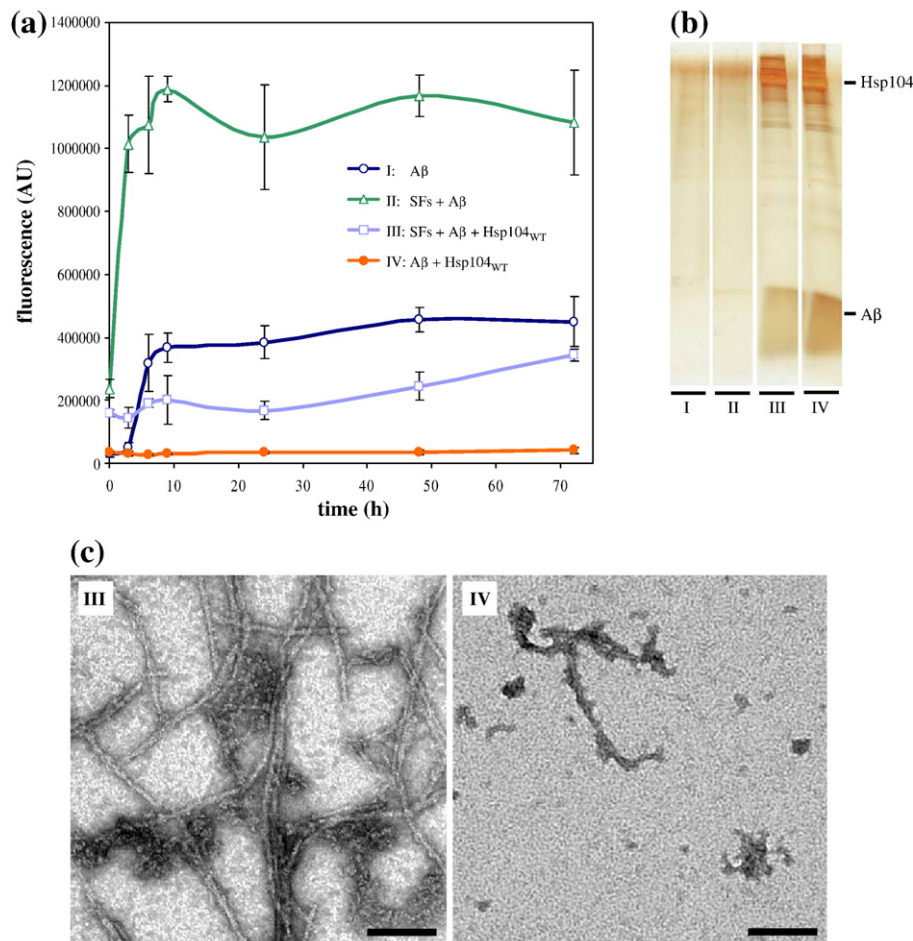 (a)
1400000
1200000
1000000
800000
600000
400000
200000
0
fluorescence (AU)
I: Aβ
II: SFs + Aβ
III: SFs + Aβ + Hsp104WT
IV: Aβ + Hsp104WT
0 10 20 30 40 50 60 70
time (h)
(b)
Hsp104
Aβ
I II III IV
(c)
III
IV